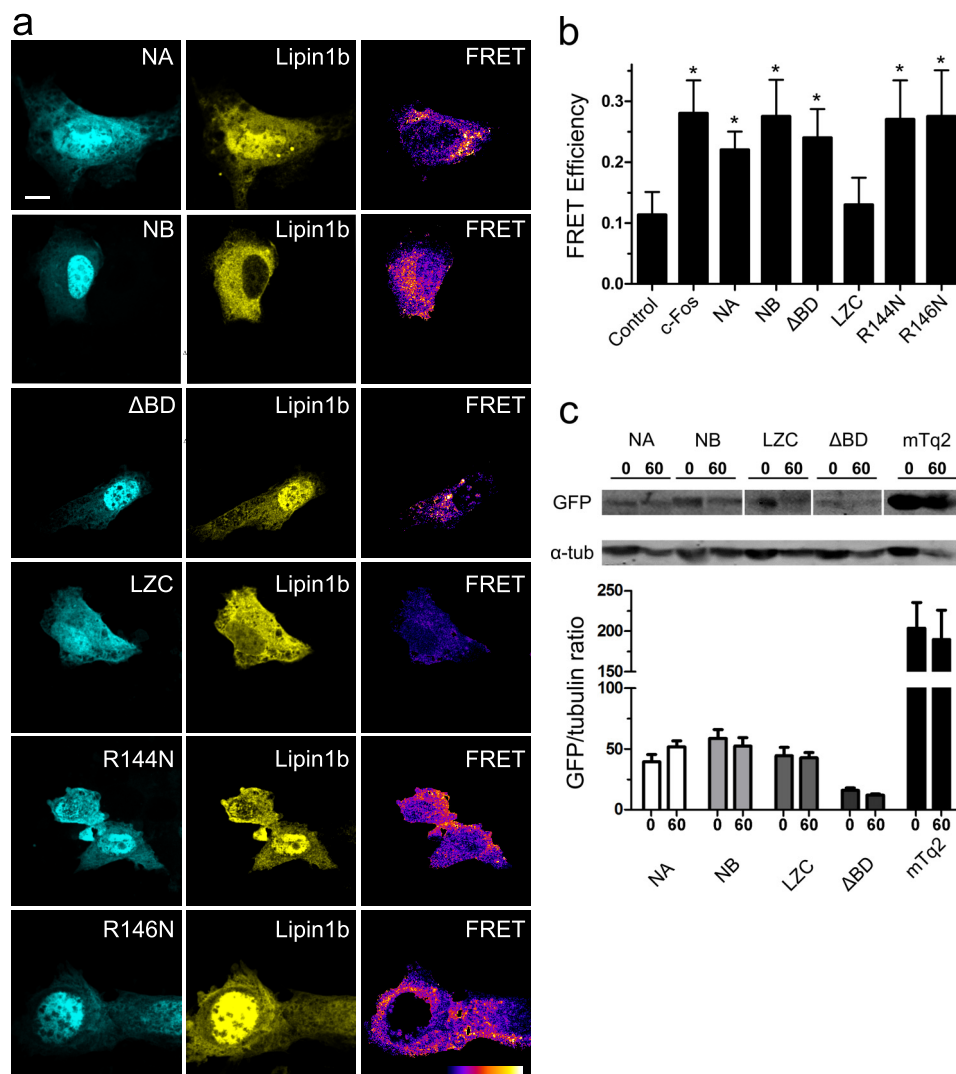 a
NA
Lipin1b
FRET
NB
Lipin1b
FRET
ΔBD
Lipin1b
FRET
LZC
Lipin1b
FRET
R144N
Lipin1b
FRET
R146N
Lipin1b
FRET
b
FRET Efficiency
0.3
0.2
0.1
0.0
* * * * * *
Control c-Fos NA NB ΔBD LZC R144N R146N
c
NA NB LZC ΔBD mTq2
0 60 0 60 0 60 0 60 0 60
GFP
α-tub
GFP/tubulin ratio
250
200
150
100
50
0
0 60 0 60 0 60 0 60 0 60
NA NB LZC ΔBD mTq2